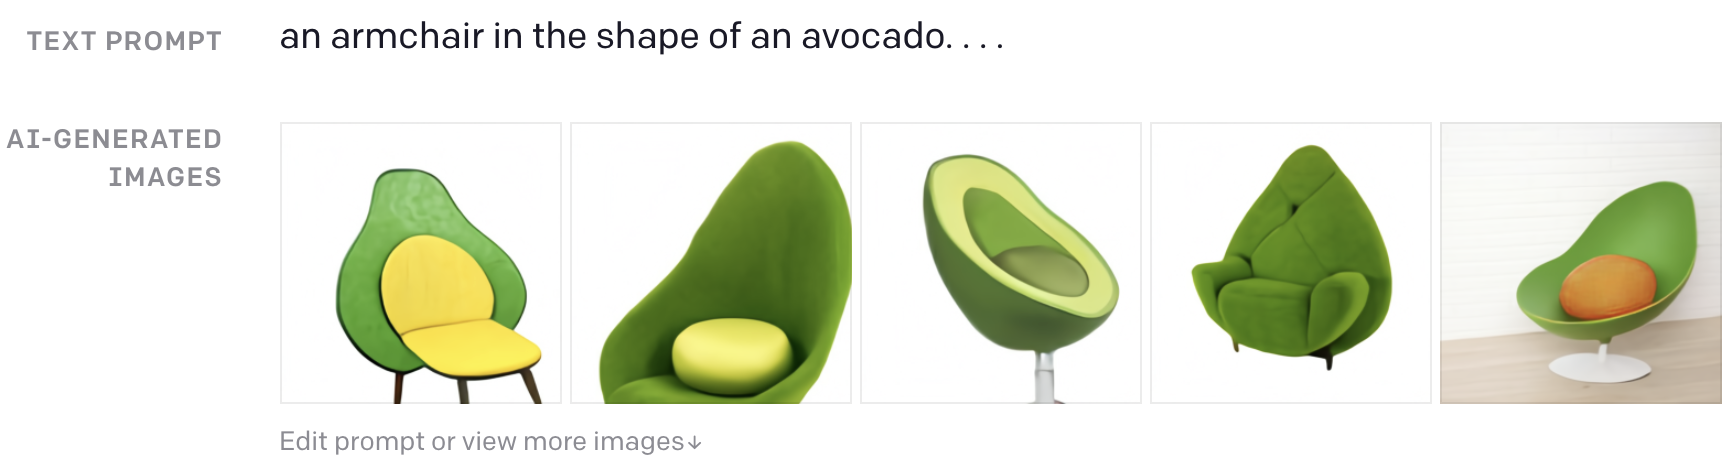 TEXT PROMPT
an armchair in the shape of an avocado. . . .
AI-GENERATED
IMAGES
Edit prompt or view more images↓